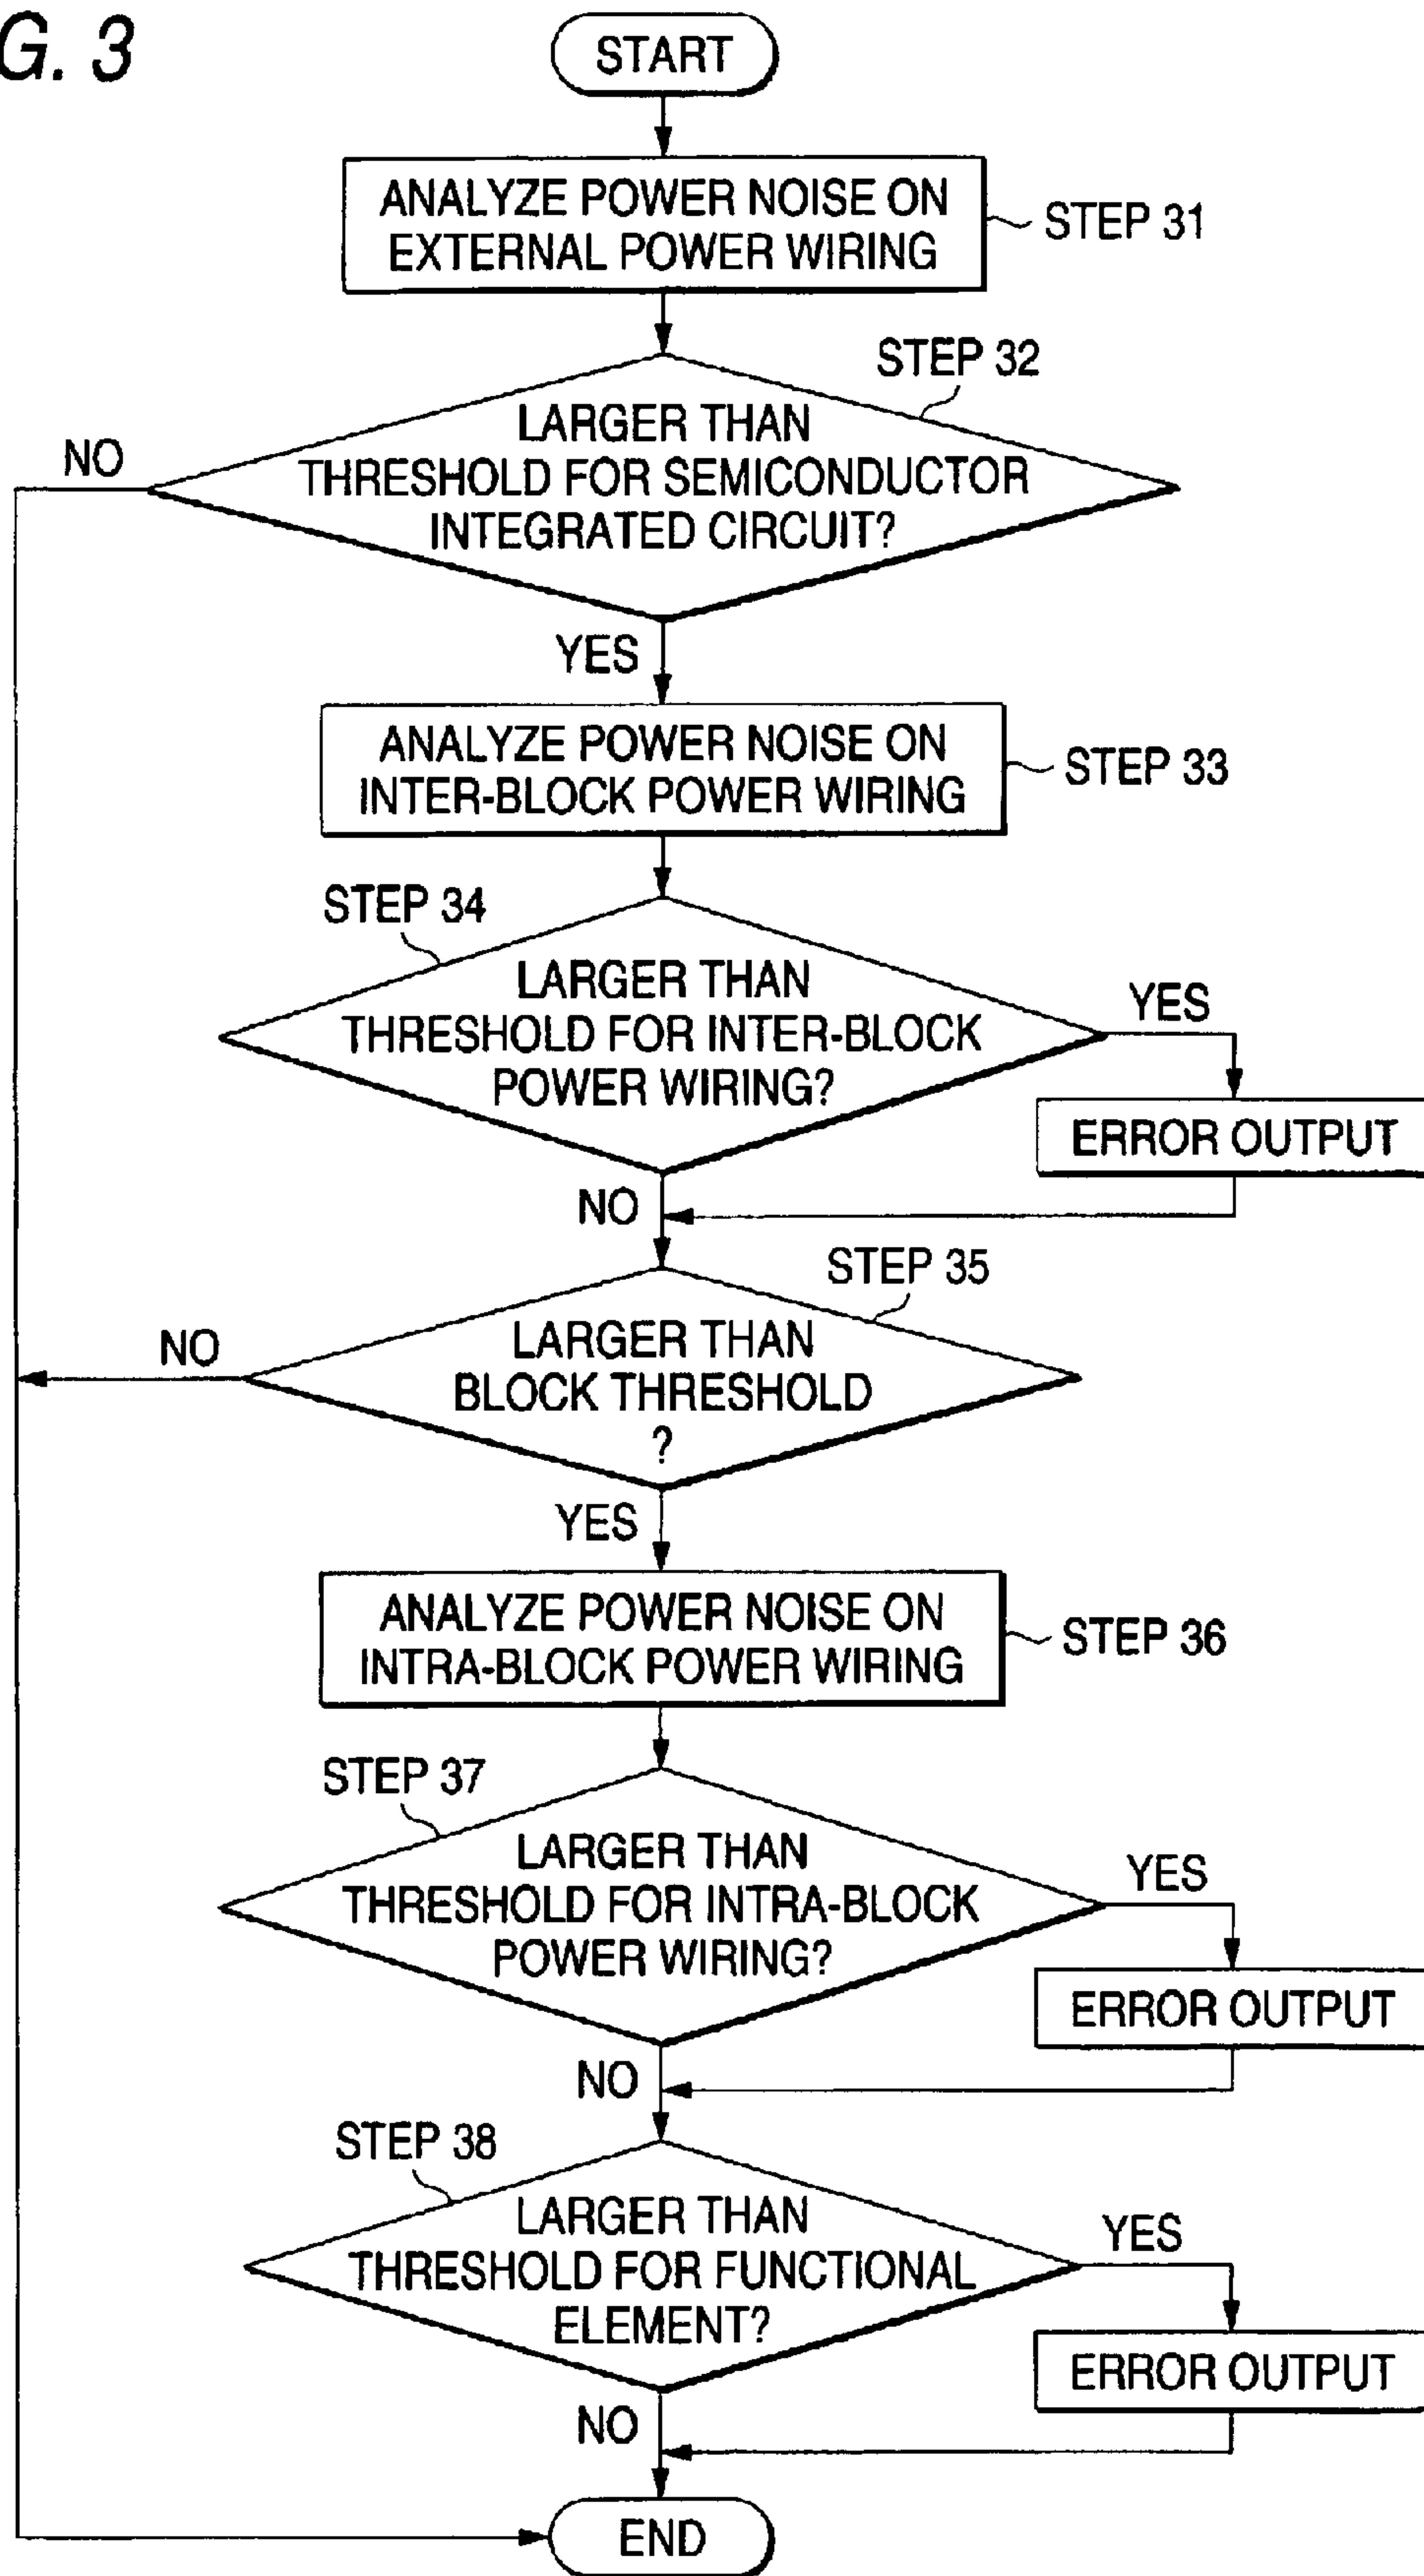 G. 3
START
ANALYZE POWER NOISE ON
EXTERNAL POWER WIRING
STEP 31
STEP 32
LARGER THAN
THRESHOLD FOR SEMICONDUCTOR
INTEGRATED CIRCUIT?
NO
YES
ANALYZE POWER NOISE ON
INTER-BLOCK POWER WIRING
STEP 33
STEP 34
LARGER THAN
THRESHOLD FOR INTER-BLOCK
POWER WIRING?
YES
ERROR OUTPUT
NO
STEP 35
LARGER THAN
BLOCK THRESHOLD
?
NO
YES
ANALYZE POWER NOISE ON
INTRA-BLOCK POWER WIRING
STEP 36
STEP 37
LARGER THAN
THRESHOLD FOR INTRA-BLOCK
POWER WIRING?
YES
ERROR OUTPUT
NO
STEP 38
LARGER THAN
THRESHOLD FOR FUNCTIONAL
ELEMENT?
YES
ERROR OUTPUT
NO
END